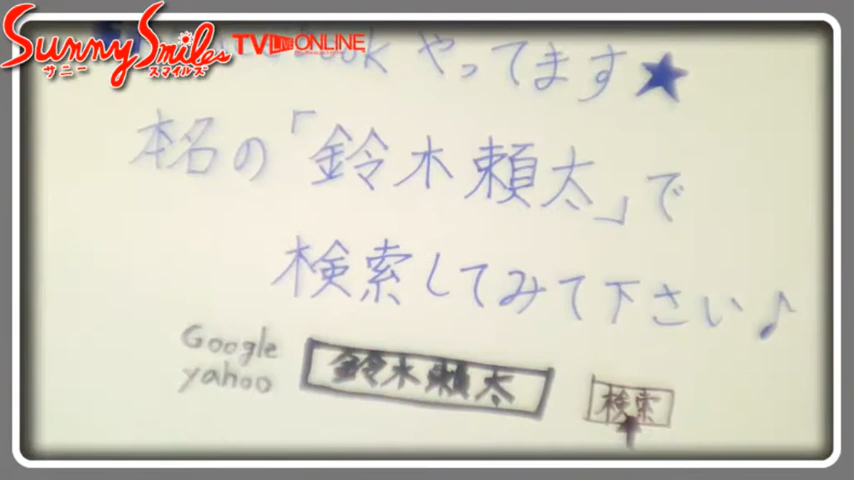 Sunny Smiles
サニー スマイルズ
TV LIVE ONLINE
ook やってます★
本名の「鈴木頼太」で
検索してみて下さい♪
Google
yahoo
鈴木頼太
検索